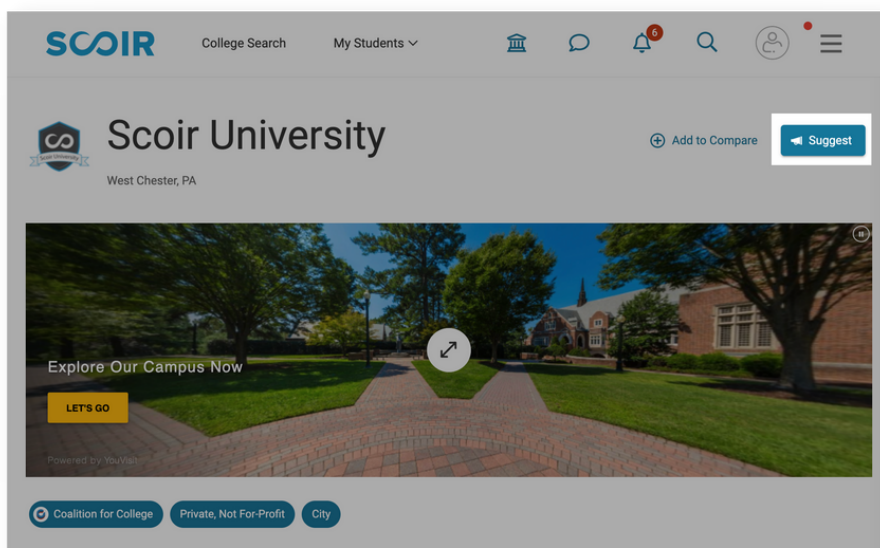 SCOIR College Search My Students 6
Scoir University
Add to Compare Suggest
West Chester, PA
Explore Our Campus Now
LET'S GO
Powered by YouVisit
Coalition for College Private, Not For-Profit City